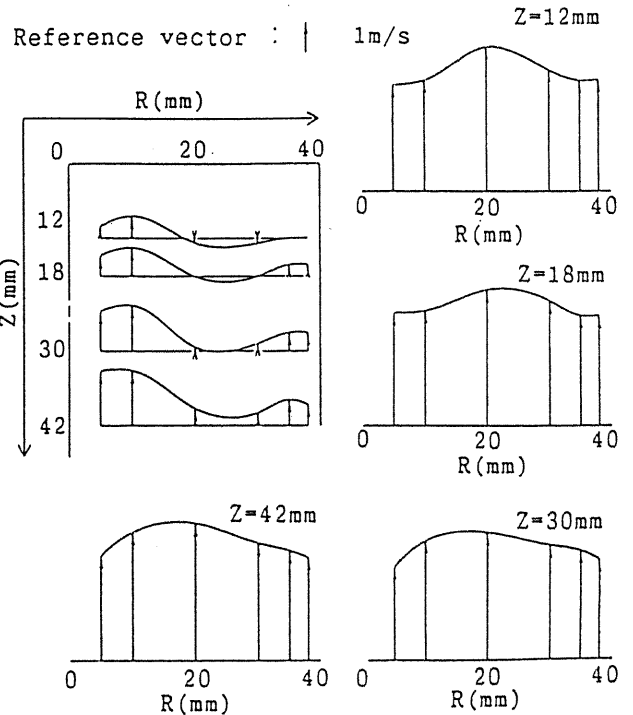 Reference vector : 1m/s
R(mm)
0 20 40
12
18
30
42
Z(mm)
Z=12mm
0 20 40
R(mm)
Z=18mm
0 20 40
R(mm)
Z=42mm
0 20 40
R(mm)
Z=30mm
0 20 40
R(mm)